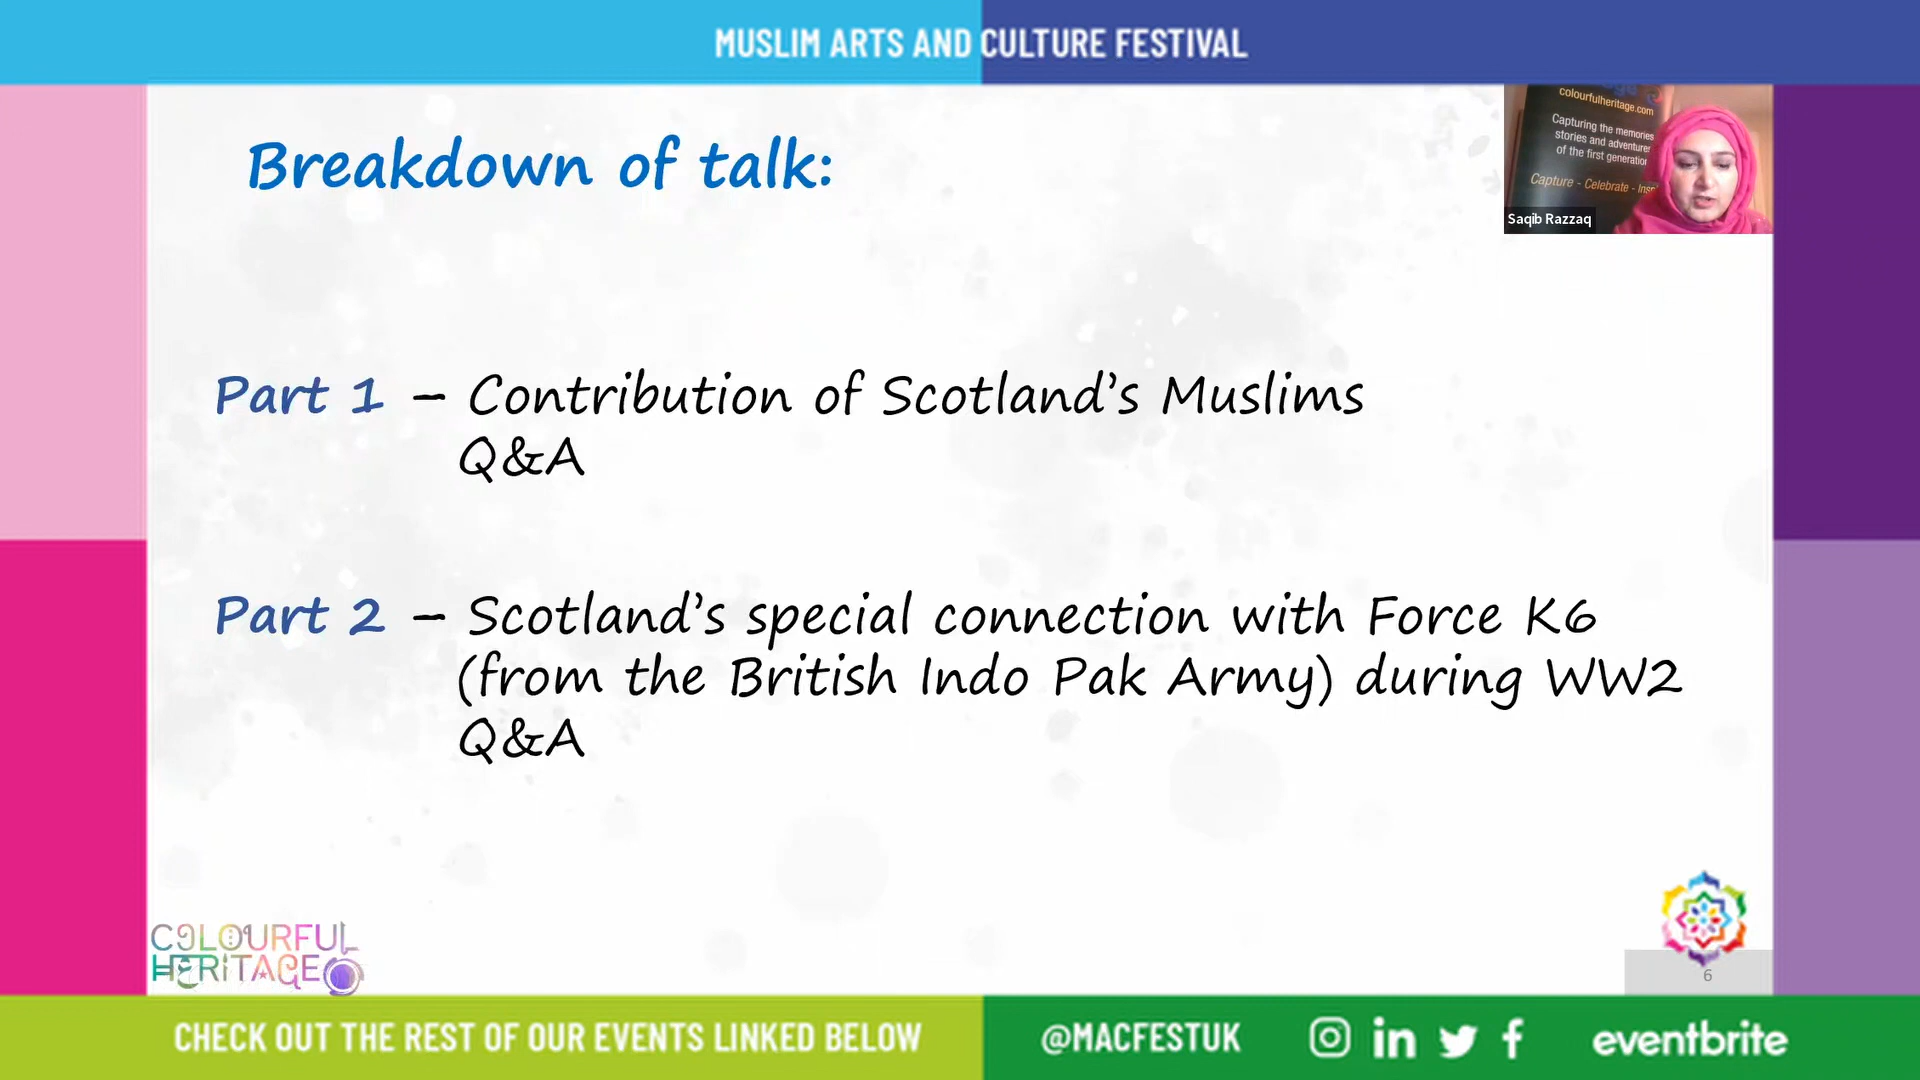 MUSLIM ARTS AND CULTURE FESTIVAL
Breakdown of talk:
colourfulheritage.com
Capturing the memories
stories and adventures
of the first generation
Capture - Celebrate - Insp
Saqib Razzaq
Part 1 – Contribution of Scotland's Muslims
Q&A
Part 2 – Scotland's special connection with Force K6
(from the British Indo Pak Army) during WW2
Q&A
COLOURFUL
HERITAGE
6
CHECK OUT THE REST OF OUR EVENTS LINKED BELOW
@MACFESTUK
eventbrite